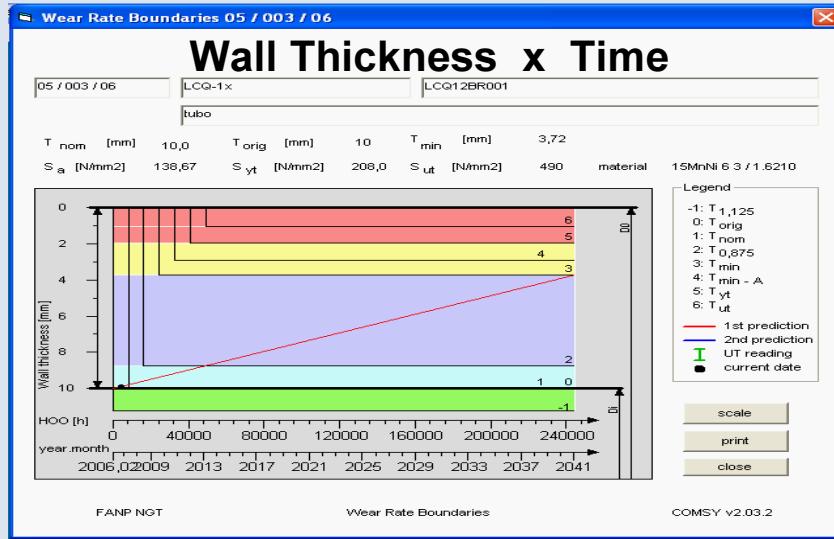 Wear Rate Boundaries 05 / 003 / 06
Wall Thickness x Time
05 / 003 / 06 LCQ-1x LCQ12BR001
tubo
T nom [mm] 10,0 T orig [mm] 10 T min [mm] 3,72
S a [N/mm2] 138,67 S yt [N/mm2] 208,0 S ut [N/mm2] 490 material 15MnNi 6 3 / 1.6210
Legend
-1: T 1,125
0: T orig
1: T nom
2: T 0,875
3: T min
4: T min - A
5: T yt
6: T ut
1st prediction
2nd prediction
UT reading
current date
Wall thickness [mm]
0
2
4
6
8
10
6
5
4
3
2
1 0
-1
D0
Di
HOO [h]
0 40000 80000 120000 160000 200000 240000
year.month
2006,02 2009 2013 2017 2021 2025 2029 2033 2037 2041
scale
print
close
FANP NGT Wear Rate Boundaries COMSY v2.03.2